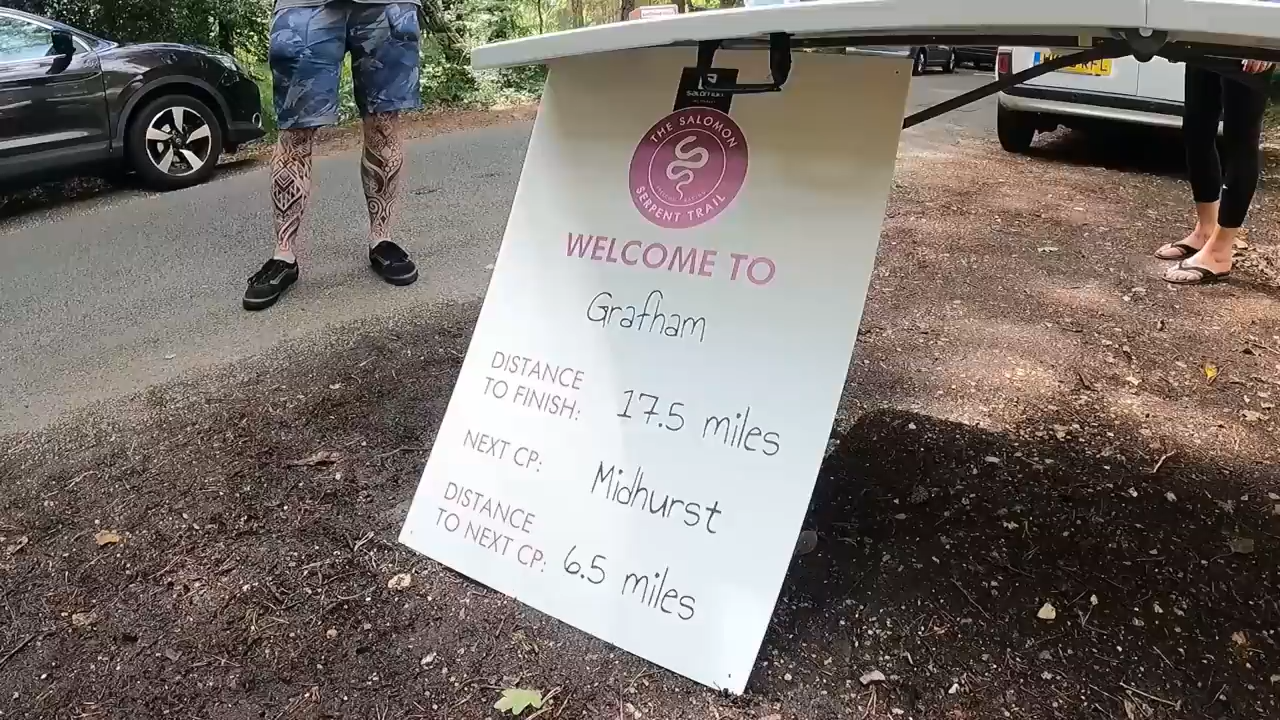 salomon
THE SALOMON
SERPENT TRAIL
WELCOME TO
Grafham
DISTANCE
TO FINISH: 17.5 miles
NEXT CP: Midhurst
DISTANCE
TO NEXT CP: 6.5 miles